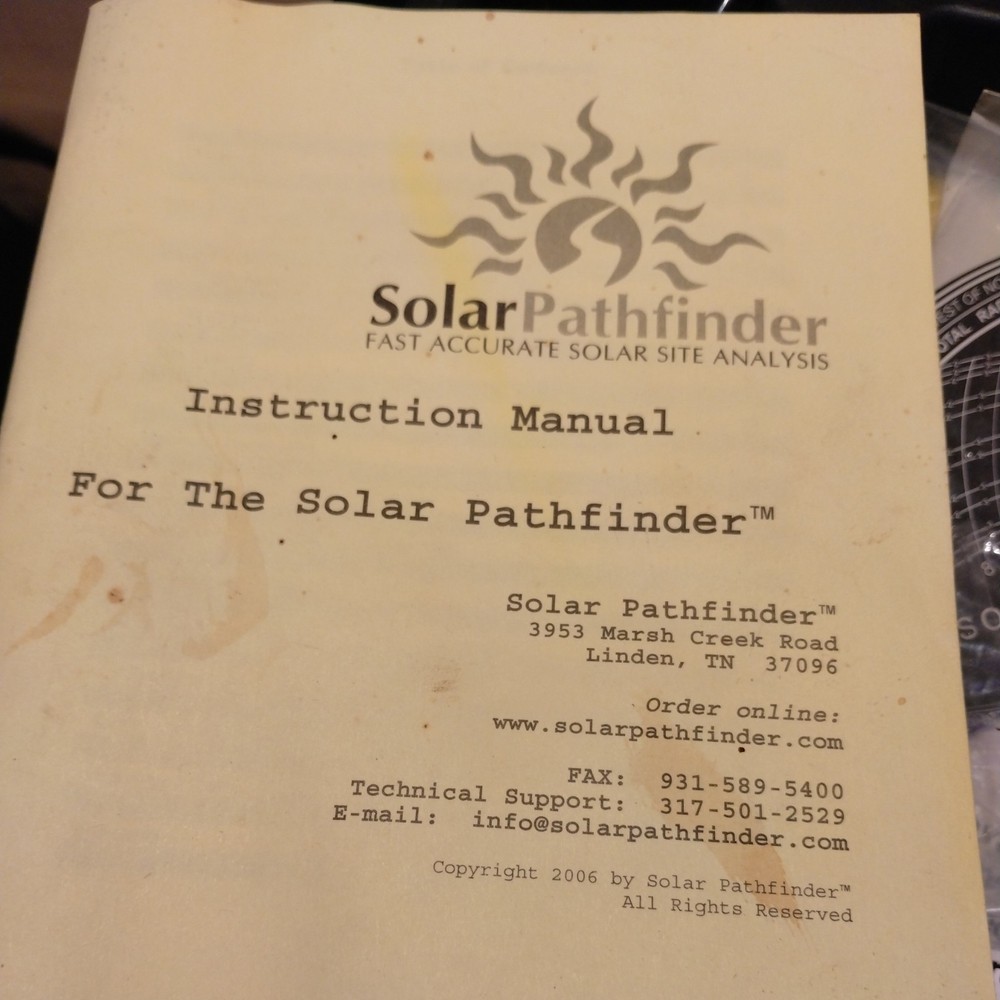 SolarPathfinder
FAST ACCURATE SOLAR SITE ANALYSIS
Instruction Manual
For The Solar Pathfinder™
Solar Pathfinder™
3953 Marsh Creek Road
Linden, TN 37096
Order online:
www.solarpathfinder.com
FAX: 931-589-5400
Technical Support: 317-501-2529
E-mail: info@solarpathfinder.com
Copyright 2006 by Solar Pathfinder™
All Rights Reserved